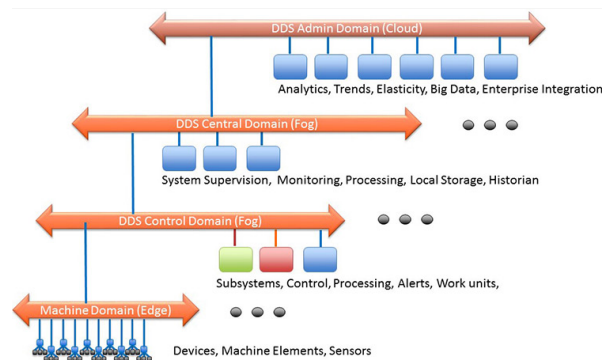 DDS Admin Domain (Cloud)
Analytics, Trends, Elasticity, Big Data, Enterprise Integration
DDS Central Domain (Fog)
System Supervision, Monitoring, Processing, Local Storage, Historian
DDS Control Domain (Fog)
Subsystems, Control, Processing, Alerts, Work units,
Machine Domain (Edge)
Devices, Machine Elements, Sensors